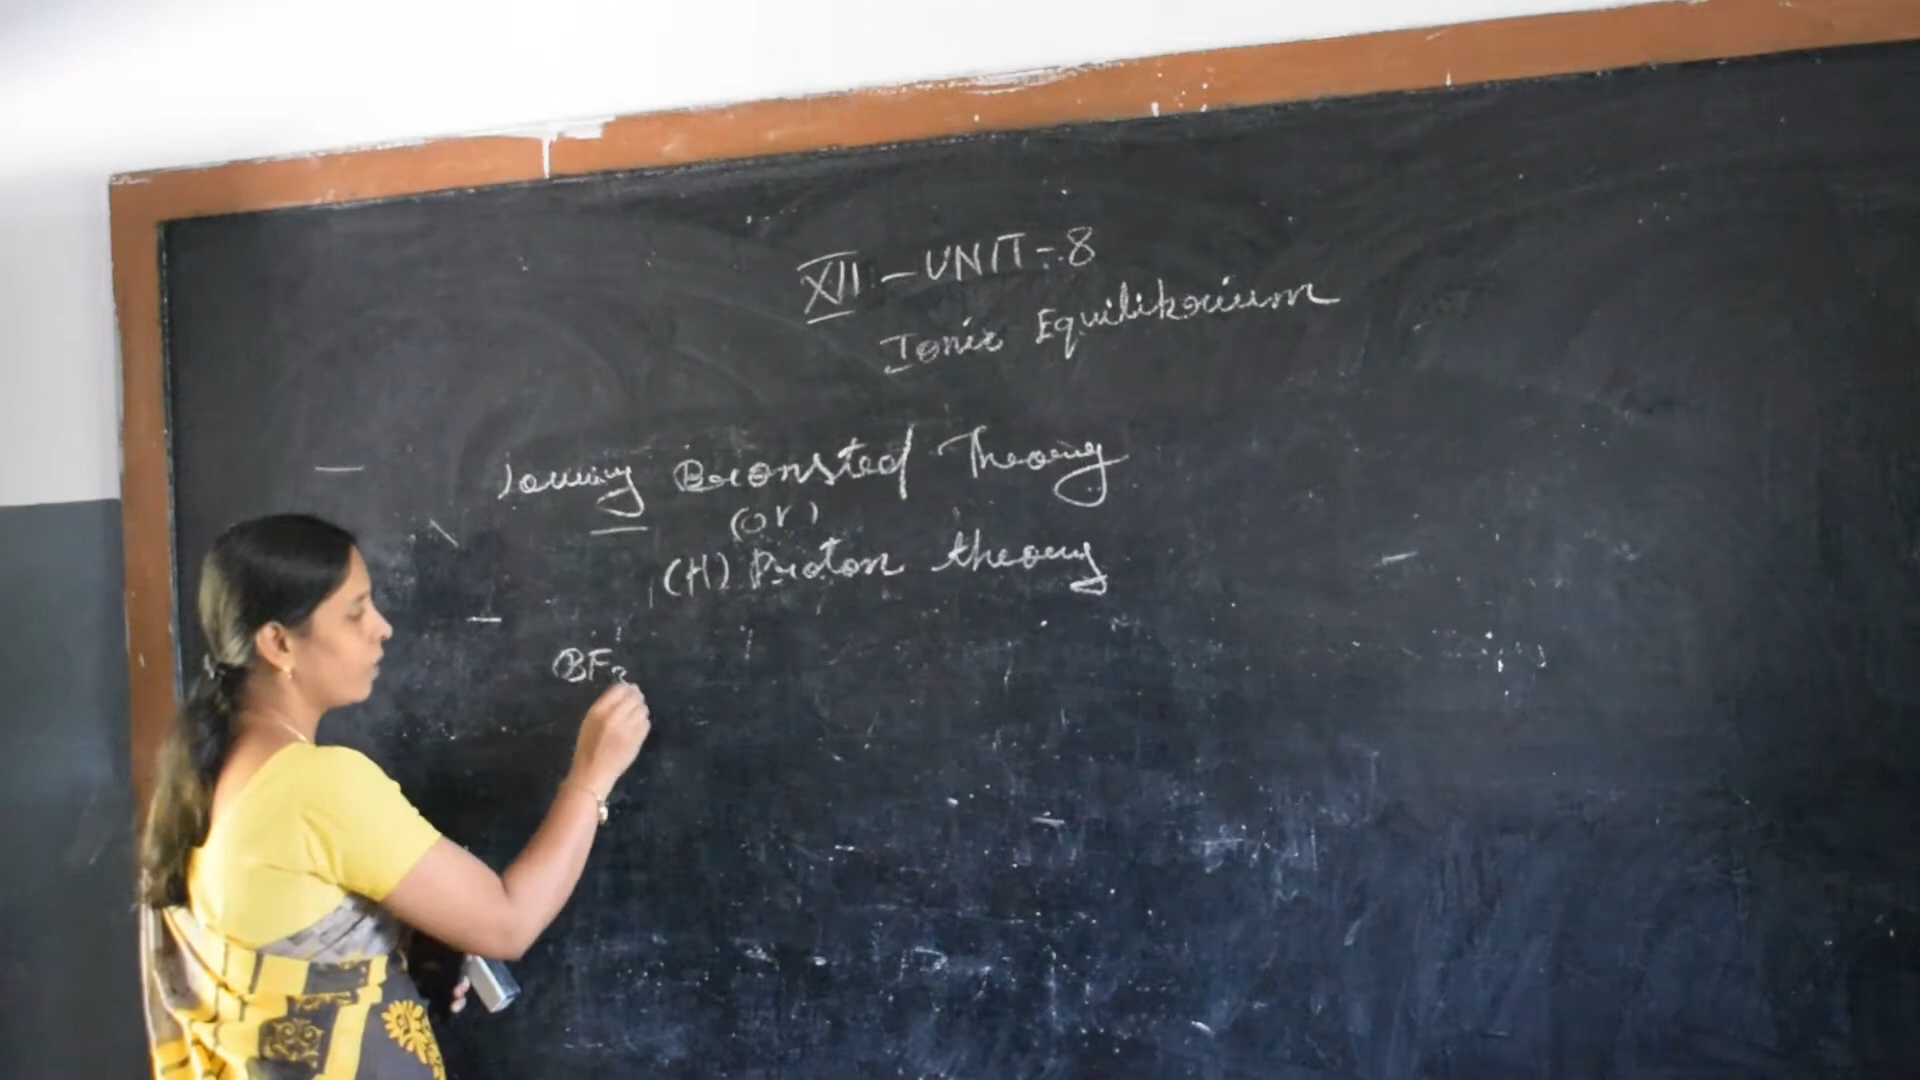 XII - UNIT - 8
Ionic Equilibrium
Lowry Bronsted Theory
(or)
(H) Proton theory
BF3